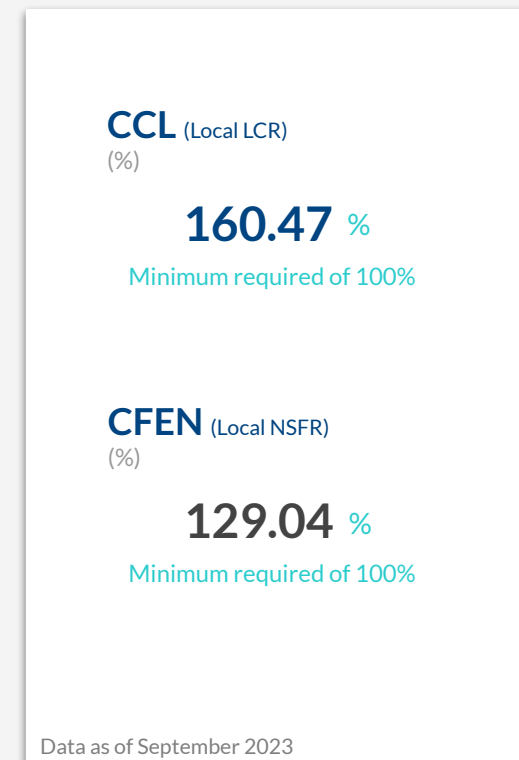 CCL (Local LCR)
(%)
160.47 %
Minimum required of 100%
CFEN (Local NSFR)
(%)
129.04 %
Minimum required of 100%
Data as of September 2023